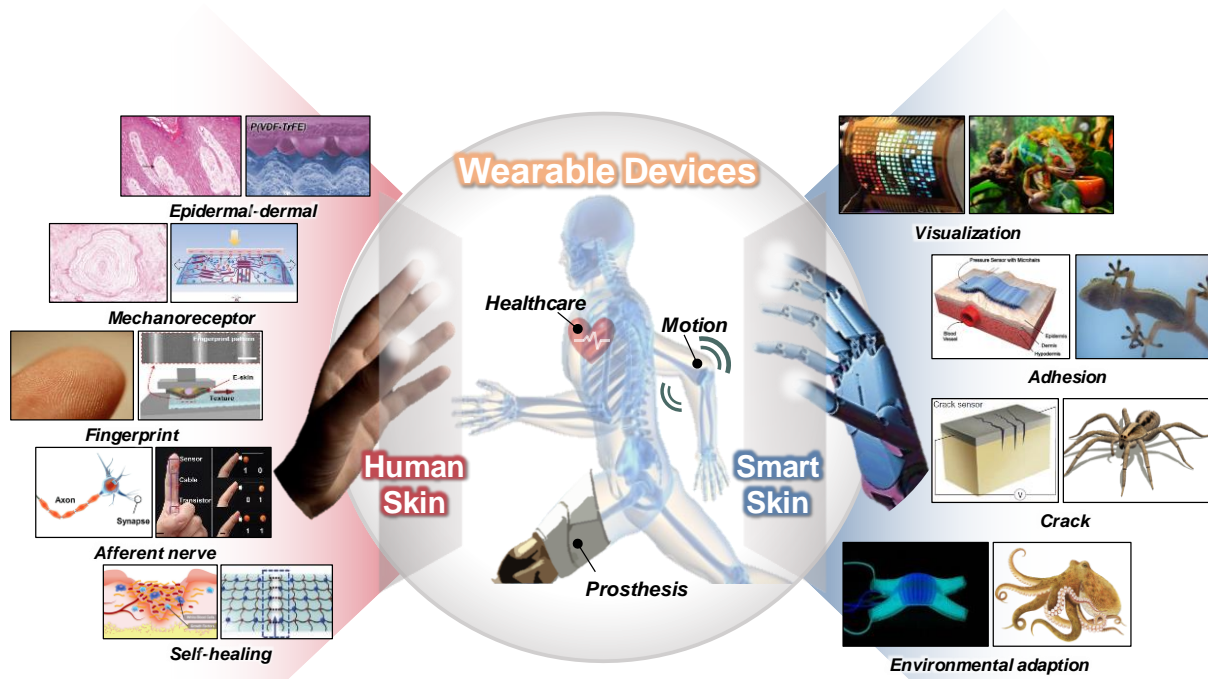 P(VDF-TrFE)
Epidermal-dermal
Mechanoreceptor
Fingerprint pattern
E-skin
Texture
Fingerprint
Axon
Synapse
Sensor
Cable
Transistor
1 0
0 1
1 1
Afferent nerve
Self-healing
Wearable Devices
Healthcare
Motion
Human
Skin
Smart
Skin
Prosthesis
Visualization
Pressure Sensor with Microhairs
Blood
Vessel
Epidermis
Dermis
Hypodermis
Adhesion
Crack sensor
V
Crack
Environmental adaption